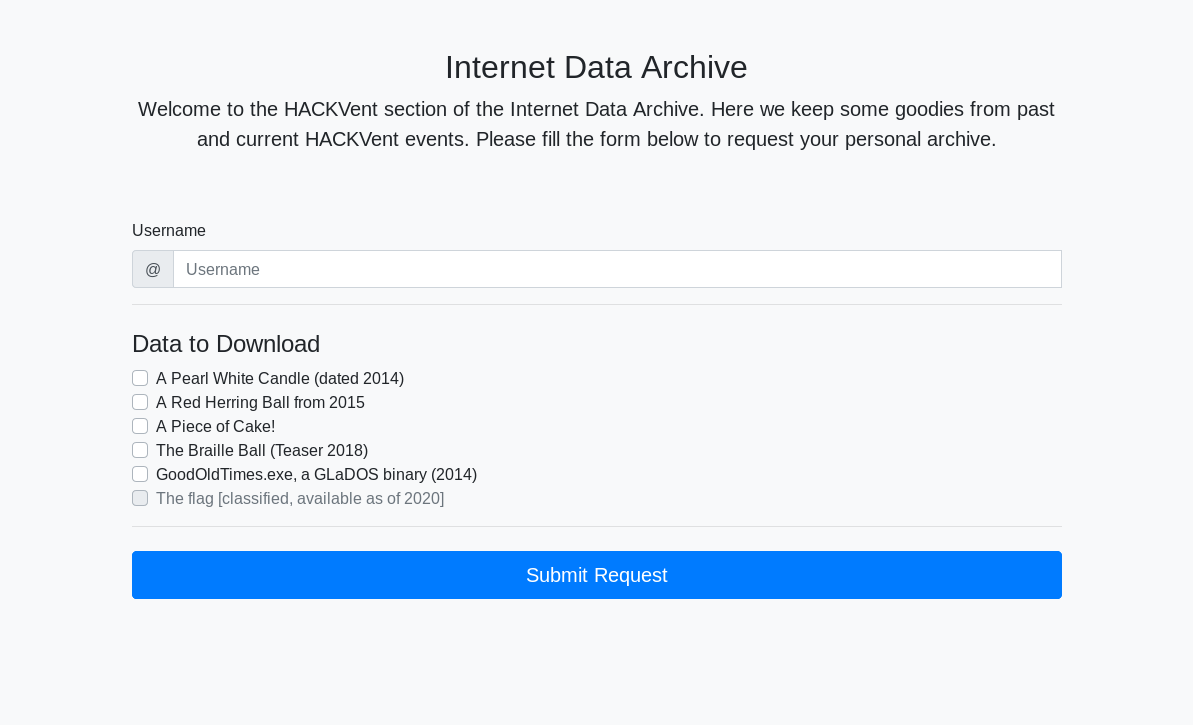 Internet Data Archive
Welcome to the HACKVent section of the Internet Data Archive. Here we keep some goodies from past
and current HACKVent events. Please fill the form below to request your personal archive.
Username
@ Username
Data to Download
A Pearl White Candle (dated 2014)
A Red Herring Ball from 2015
A Piece of Cake!
The Braille Ball (Teaser 2018)
GoodOldTimes.exe, a GLaDOS binary (2014)
The flag [classified, available as of 2020]
Submit Request